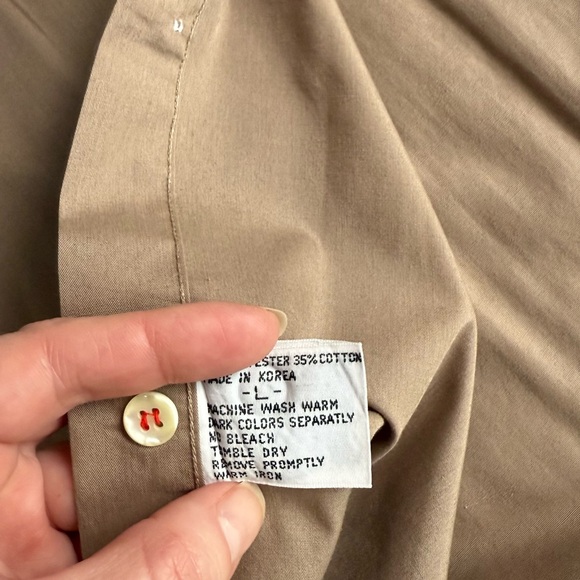 ESTER 35% COTTON
MADE IN KOREA
- L -
MACHINE WASH WARM
DARK COLORS SEPARATLY
NO BLEACH
TUMBLE DRY
REMOVE PROMPTLY
WARM IRON